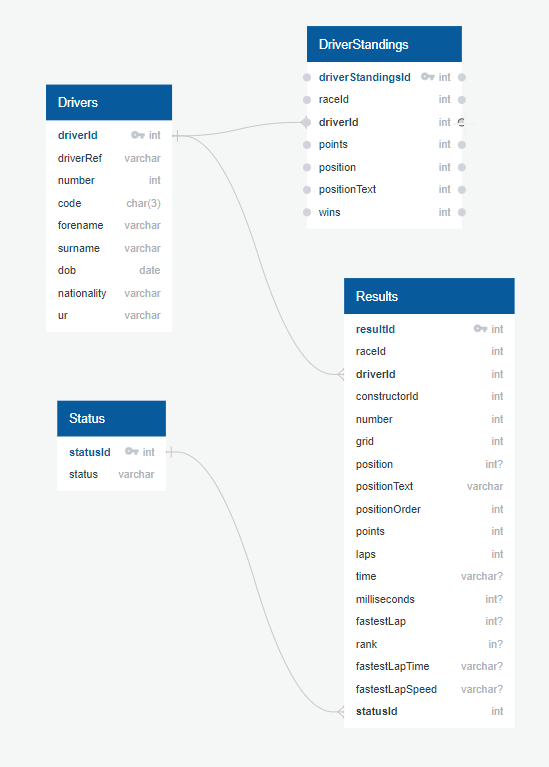 DriverStandings
driverStandingsId int
raceId int
driverId int
points int
position int
positionText int
wins int
Drivers
driverId int
driverRef varchar
number int
code char(3)
forename varchar
surname varchar
dob date
nationality varchar
ur varchar
Results
resultId int
raceId int
driverId int
constructorId int
number int
grid int
position int?
positionText varchar
positionOrder int
points int
laps int
time varchar?
milliseconds int?
fastestLap int?
rank in?
fastestLapTime varchar?
fastestLapSpeed varchar?
statusId int
Status
statusId int
status varchar